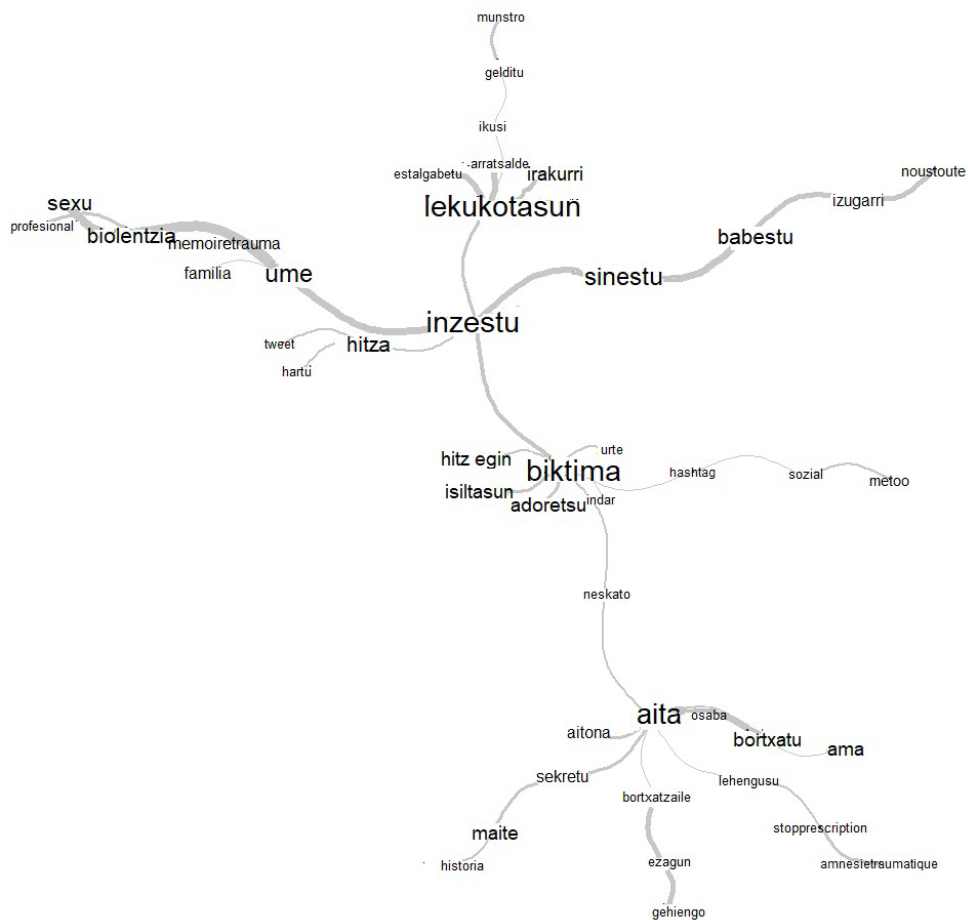 munstro
gelditu
ikusi
arratsalde
estalgabetu
irakurri
noustoute
izugarri
lekukotasun
sexu
profesional
biolentzia
memoiretrauma
babestu
familia
ume
sinestu
inzestu
tweet
hitza
hartu
hitz egin
urte
biktima
hashtag
sozial
metoo
isiltasun
adoretsu
indar
neskato
aita
osaba
aitona
bortxatu
ama
sekretu
bortxatzaile
lehengusu
maite
stopprescription
historia
ezagun
amnesietraumatique
gehiengo